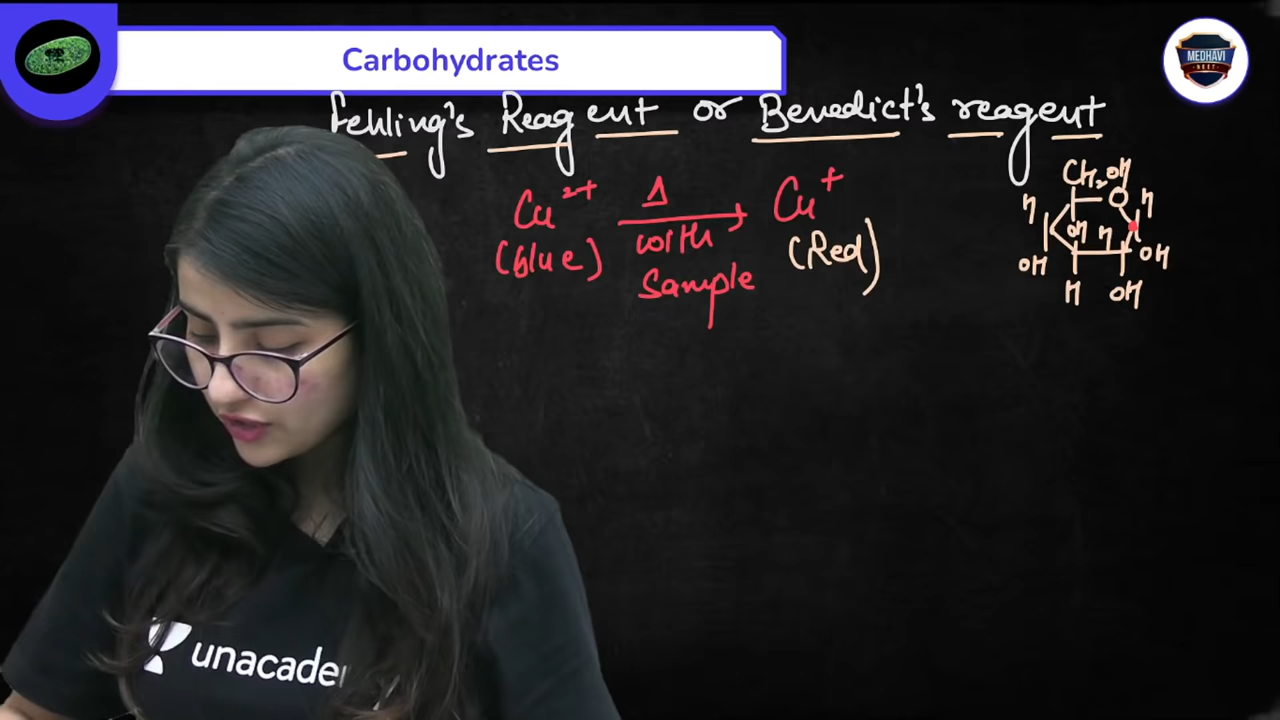 Carbohydrates
MEDHAVI
NEET
Fehling's Reagent or Benedict's reagent
Cu²⁺ Δ Cu⁺
(blue) with (Red)
Sample
CH₂OH
H O H
OH H
OH OH
H OH
unacade